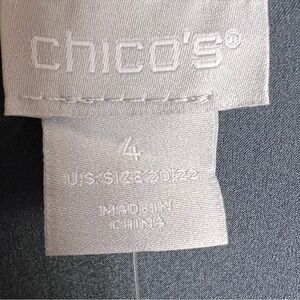 chico's®
4
U.S. SIZE 20/22
MADE IN
CHINA